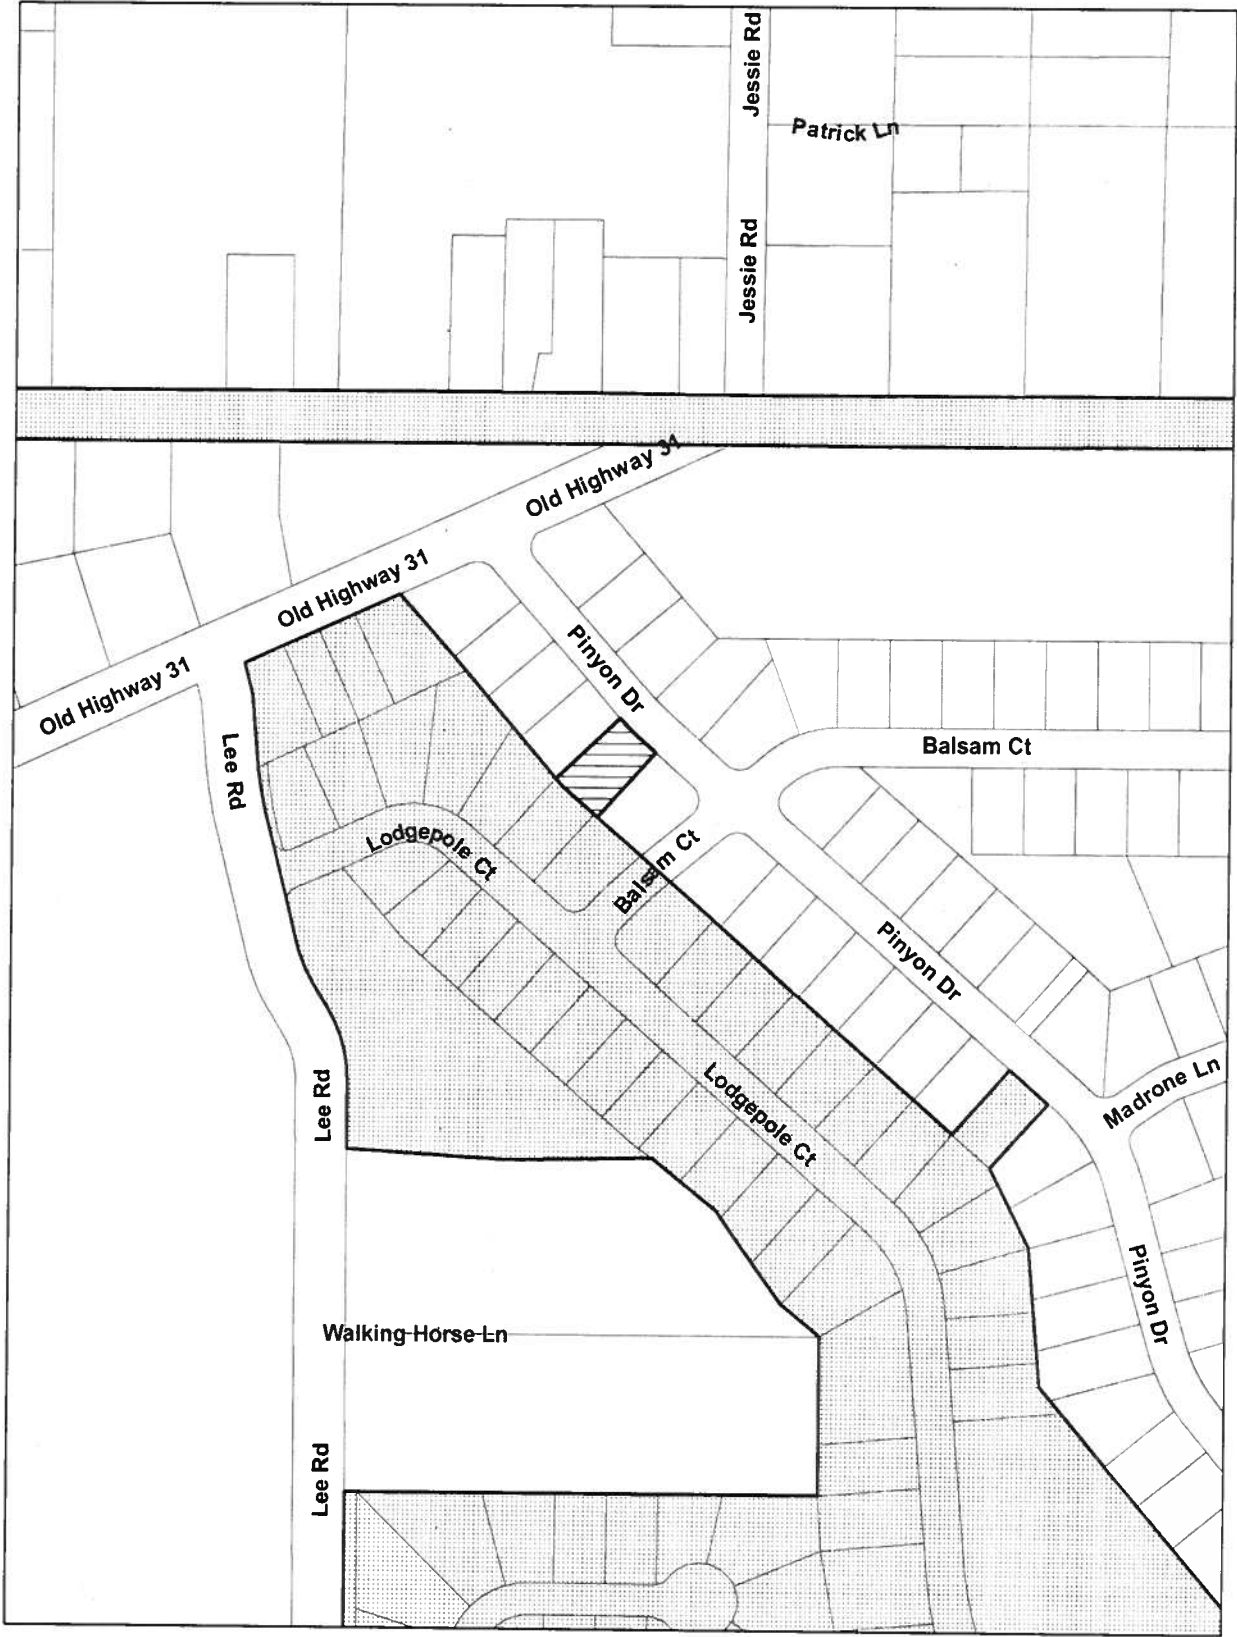 Jessie Rd
Patrick Ln
Jessie Rd
Old Highway 31
Old Highway 31
Old Highway 31
Pinyon Dr
Lee Rd
Balsam Ct
Lodgepole Ct
Balsam Ct
Pinyon Dr
Lee Rd
Lodgepole Ct
Madrone Ln
Pinyon Dr
Walking Horse Ln
Lee Rd